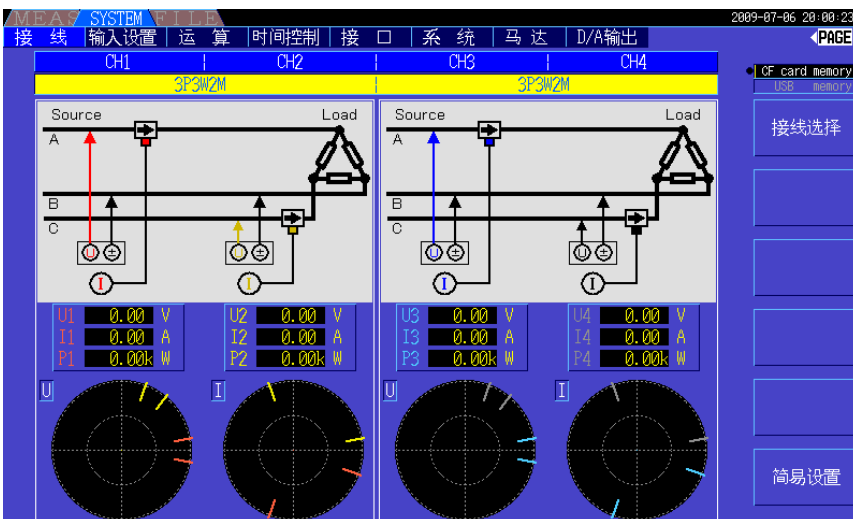 MEAS SYSTEM FILE 2009-07-06 20:00:23
接 线 输入设置 运 算 时间控制 接 口 系 统 马 达 D/A输出 PAGE
CH1 CH2 CH3 CH4
CF card memory
USB memory
3P3W2M 3P3W2M
Source Load Source Load
接线选择
A A
B B
C C
U ± U ± U ± U ±
I I I I
U1 0.00 V U2 0.00 V U3 0.00 V U4 0.00 V
I1 0.00 A I2 0.00 A I3 0.00 A I4 0.00 A
P1 0.00k W P2 0.00k W P3 0.00k W P4 0.00k W
U I U I
简易设置